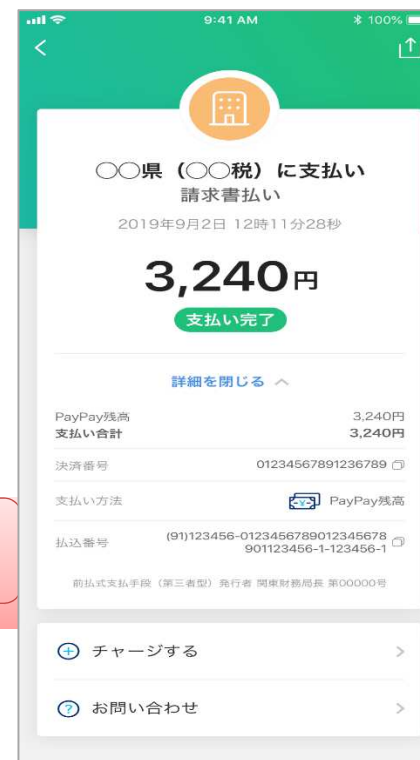 9:41 AM 100%
○○県（○○税）に支払い
請求書払い
2019年9月2日 12時11分28秒
3,240円
支払い完了
詳細を閉じる
PayPay残高 3,240円
支払い合計 3,240円
決済番号 01234567891236789
支払い方法 PayPay残高
払込番号 (91)123456-0123456789012345678
901123456-1-123456-1
前払式支払手段（第三者型）発行者 関東財務局長 第00000号
チャージする
お問い合わせ